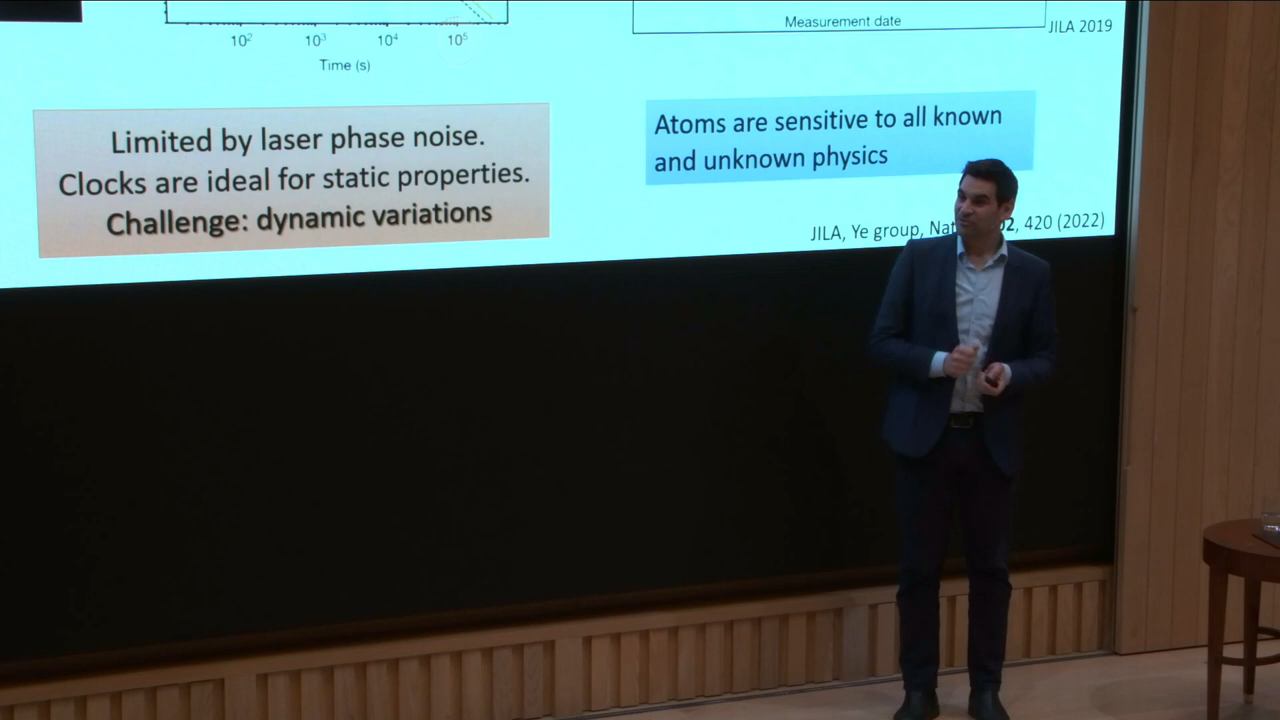 10² 10³ 10⁴ 10⁵
Time (s)
Measurement date
JILA 2019
Limited by laser phase noise.
Clocks are ideal for static properties.
Challenge: dynamic variations
Atoms are sensitive to all known
and unknown physics
JILA, Ye group, 420 (2022)